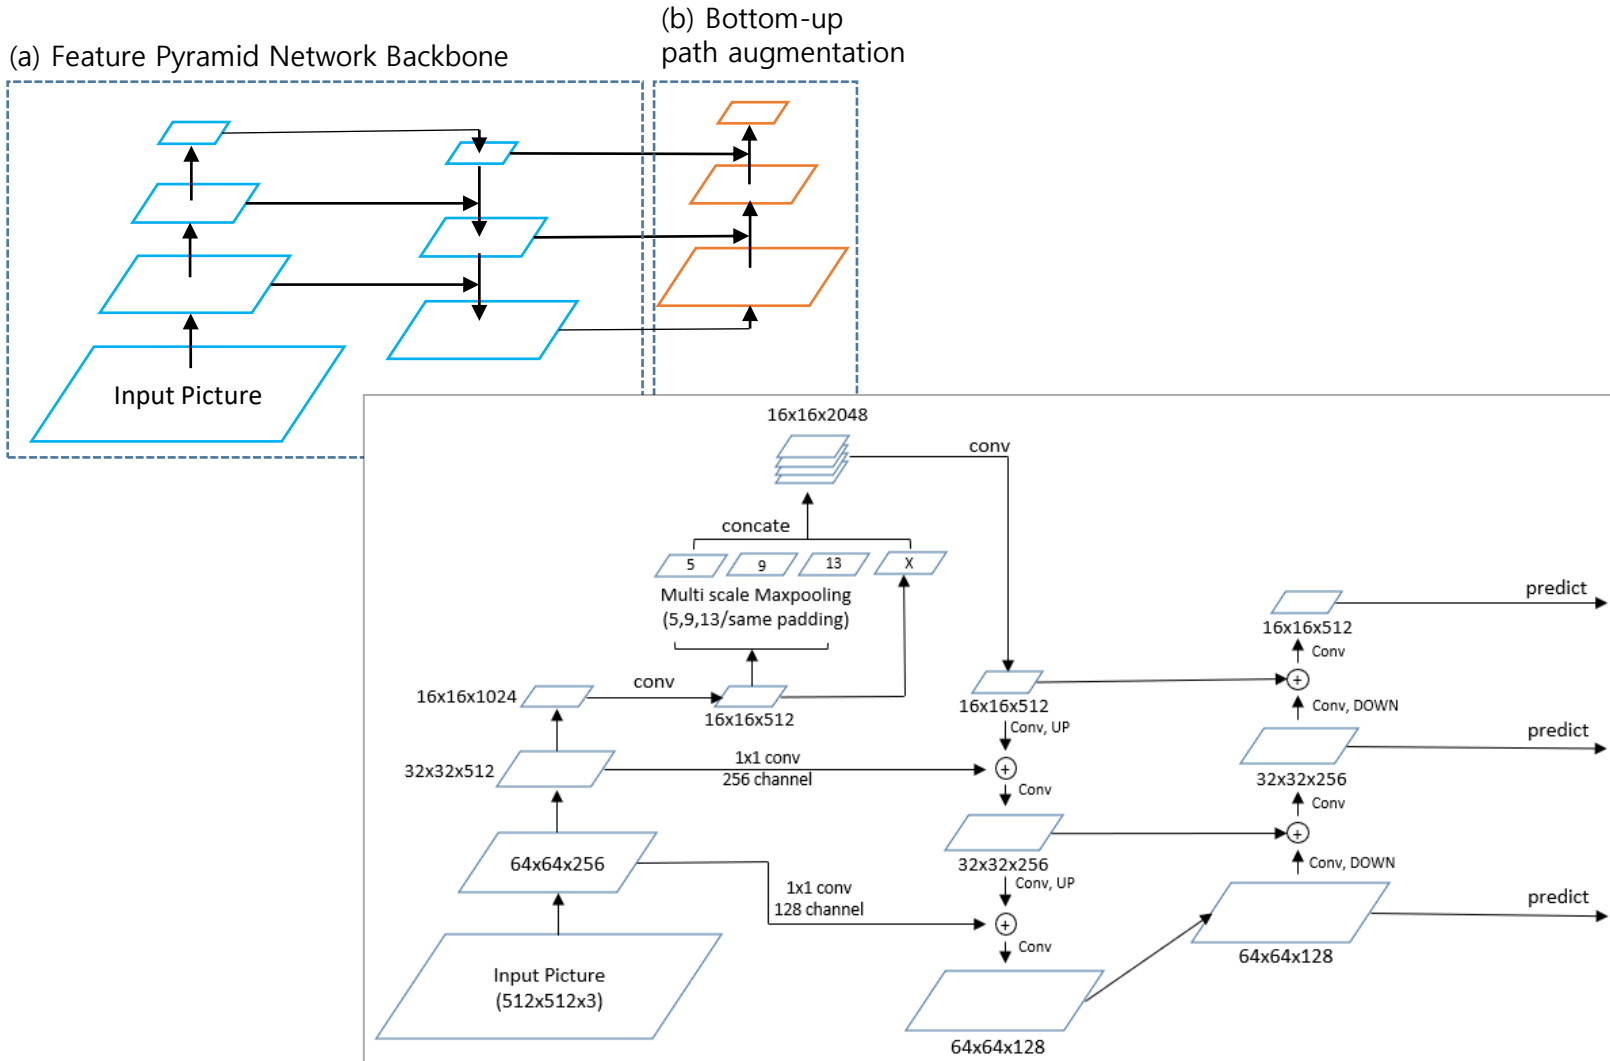 (a) Feature Pyramid Network Backbone
(b) Bottom-up
path augmentation
Input Picture
16x16x2048
conv
concate
5
9
13
X
Multi scale Maxpooling
(5,9,13/same padding)
16x16x1024
conv
16x16x512
32x32x512
1x1 conv
256 channel
64x64x256
1x1 conv
128 channel
Input Picture
(512x512x3)
16x16x512
Conv, UP
+
Conv
32x32x256
Conv, UP
+
Conv
64x64x128
predict
16x16x512
Conv
+
Conv, DOWN
predict
32x32x256
Conv
+
Conv, DOWN
predict
64x64x128